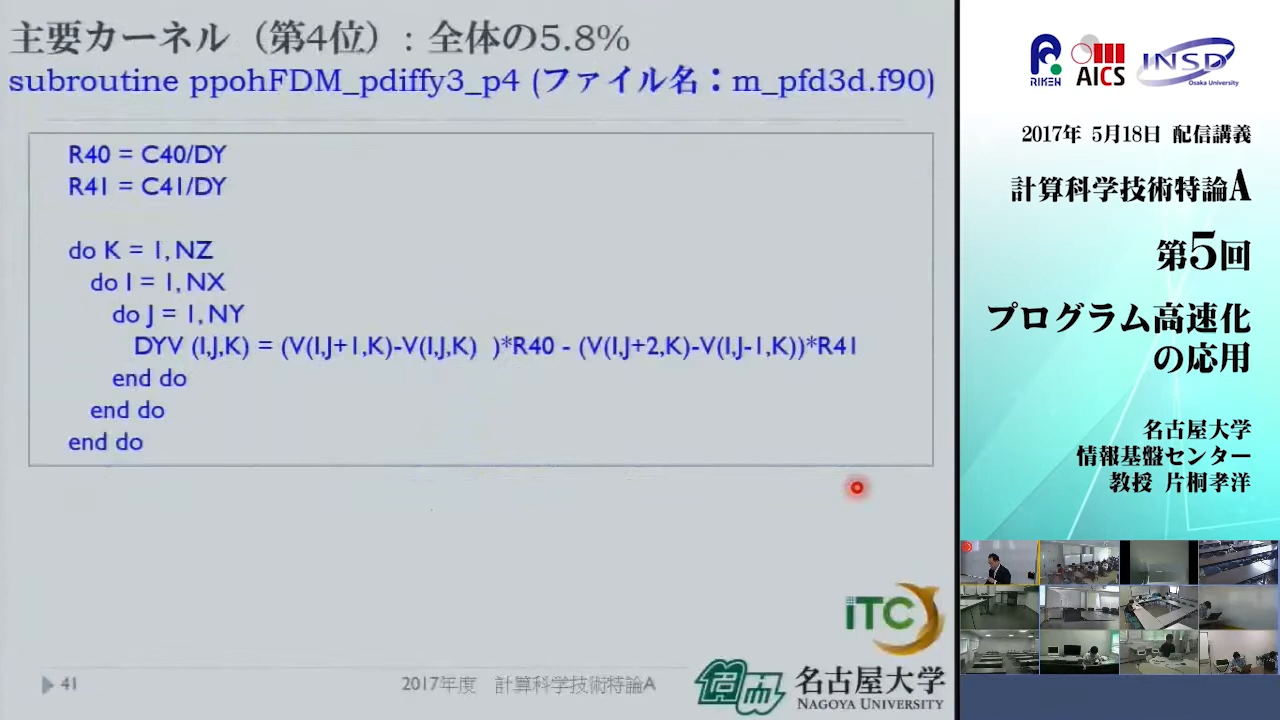 主要カーネル（第4位）: 全体の5.8%
subroutine ppohFDM_pdiffy3_p4 (ファイル名：m_pfd3d.f90)
R40 = C40/DY
R41 = C41/DY
do K = 1, NZ
do I = 1, NX
do J = 1, NY
DYV (I,J,K) = (V(I,J+1,K)-V(I,J,K) )*R40 - (V(I,J+2,K)-V(I,J-1,K))*R41
end do
end do
end do
iTC
41
2017年度 計算科学技術特論A
名古屋大学
NAGOYA UNIVERSITY
RIKEN
AICS
INSD
Osaka University
2017年 5月18日 配信講義
計算科学技術特論A
第5回
プログラム高速化
の応用
名古屋大学
情報基盤センター
教授 片桐孝洋